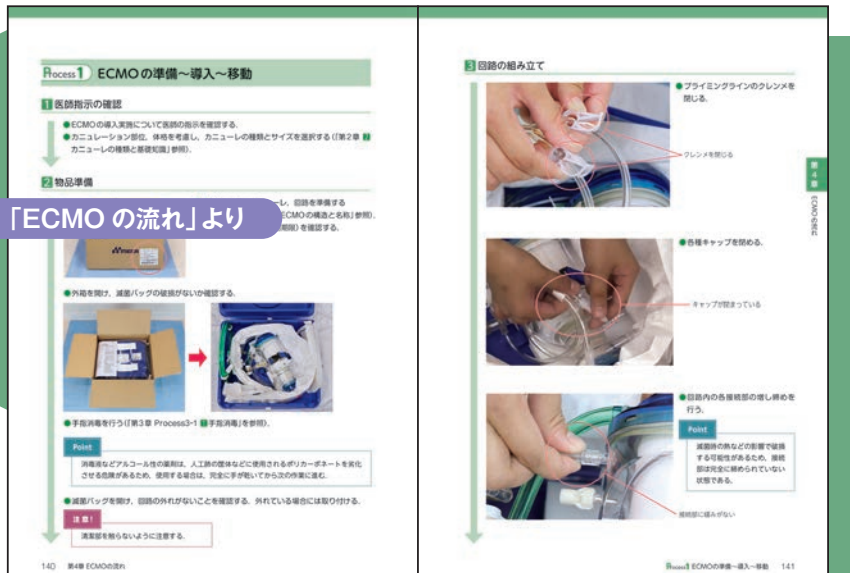 Process 1 ECMOの準備〜導入〜移動
1 医師指示の確認
●ECMOの導入実施について医師の指示を確認する.
●カニュレーション部位,体格を考慮し,カニューレの種類とサイズを選択する(「第2章 2
カニューレの種類と基礎知識」参照).
2 物品準備
ーレ,回路を準備する
ECMOの構造と名称」参照).
期限)を確認する.
「ECMO の流れ」より
●外箱を開け,滅菌バッグの破損がないか確認する.
●手指消毒を行う(「第3章 Process3-1 手指消毒」を参照).
Point
消毒液などアルコール性の薬剤は,人工肺の筐体などに使用されるポリカーボネートを劣化
させる危険があるため,使用する場合は,完全に手が乾いてから次の作業に進む.
●滅菌バッグを開け,回路の外れがないことを確認する.外れている場合には取り付ける.
注意!
清潔部を触らないように注意する.
140 第4章 ECMOの流れ
3 回路の組み立て
●プライミングラインのクレンメを
閉じる.
クレンメを閉じる
●各種キャップを閉める.
キャップが閉まっている
●回路内の各接続部の増し締めを
行う.
Point
滅菌時の熱などの影響で破損
する可能性があるため,接続
部は完全に締められていない
状態である.
接続部に緩みがない
第4章
ECMOの流れ
Process 1 ECMOの準備〜導入〜移動 141